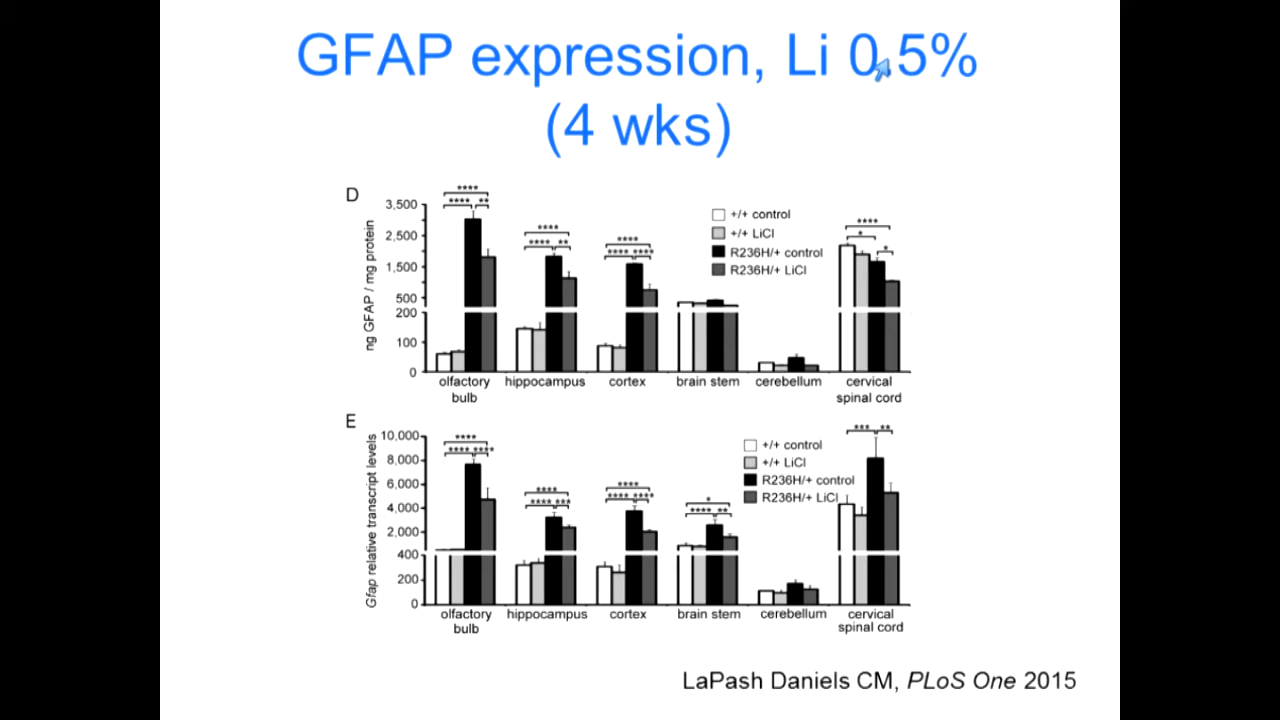 GFAP expression, Li 0.5%
(4 wks)
D
**** 
**** **
****
**** **
****
**** ****
****
*
*
ng GFAP / mg protein
3,500
2,500
1,500
500
200
100
0
+/+ control
+/+ LiCl
R236H/+ control
R236H/+ LiCl
olfactory bulb
hippocampus
cortex
brain stem
cerebellum
cervical spinal cord
E
****
**** ****
****
**** ***
****
**** ****
*
**** **
*** **
Gfap relative transcript levels
10,000
8,000
6,000
4,000
2,000
400
200
0
+/+ control
+/+ LiCl
R236H/+ control
R236H/+ LiCl
olfactory bulb
hippocampus
cortex
brain stem
cerebellum
cervical spinal cord
LaPash Daniels CM, PLoS One 2015